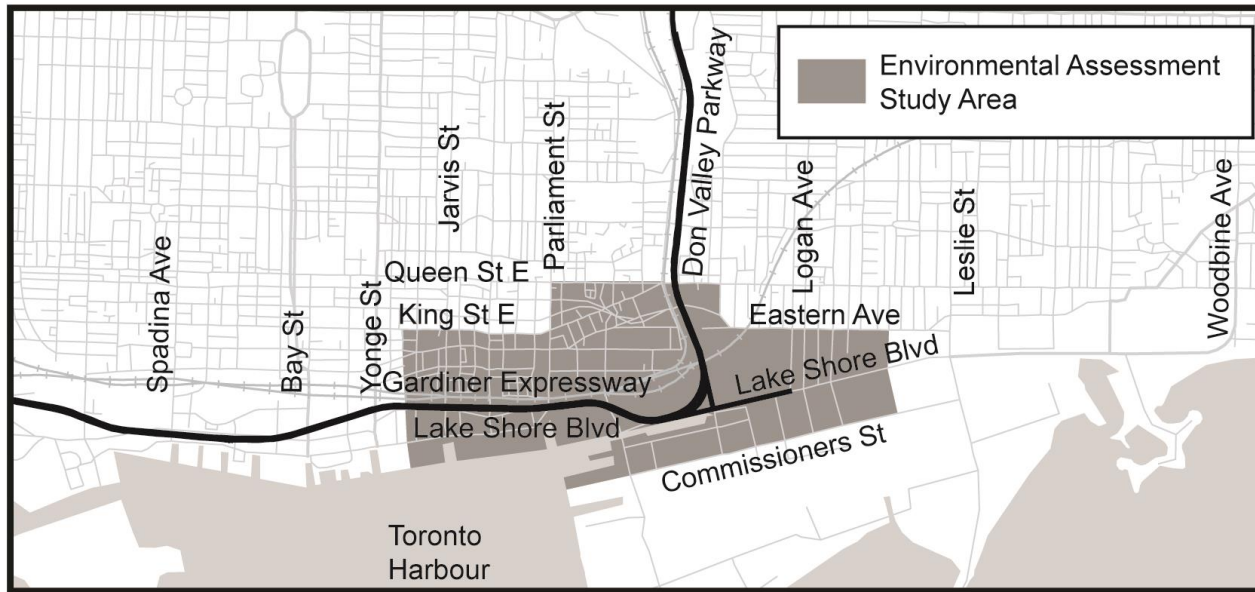 Environmental Assessment
Study Area
Spadina Ave
Bay St
Yonge St
Jarvis St
Parliament St
Don Valley Parkway
Logan Ave
Leslie St
Woodbine Ave
Queen St E
King St E
Eastern Ave
Gardiner Expressway
Lake Shore Blvd
Lake Shore Blvd
Commissioners St
Toronto
Harbour